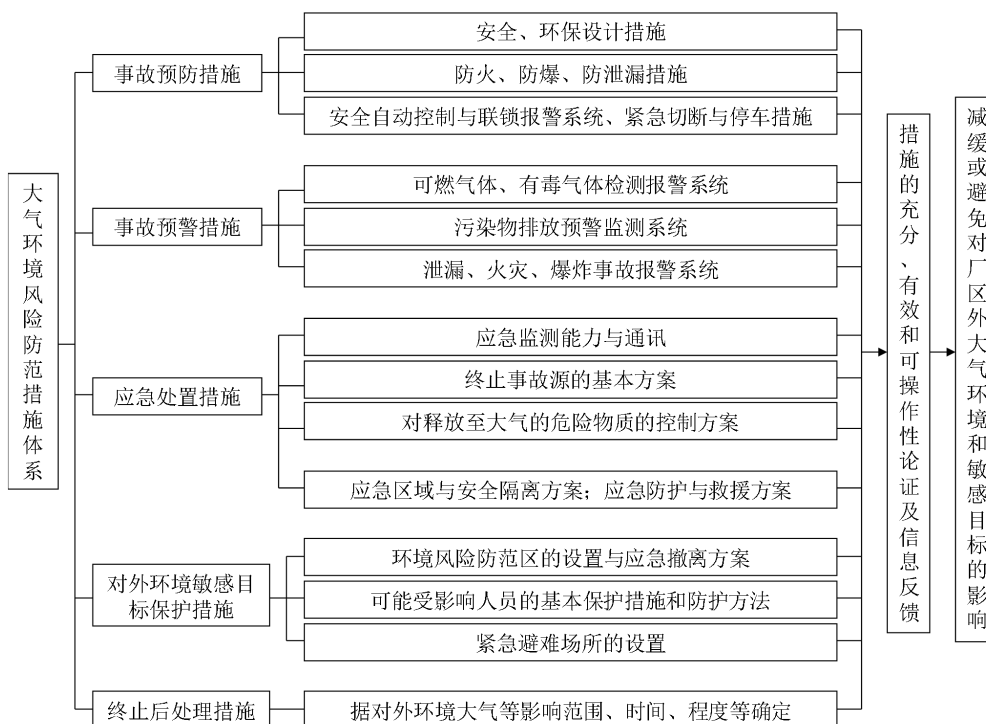 大气环境风险防范措施体系
事故预防措施
安全、环保设计措施
防火、防爆、防泄漏措施
安全自动控制与联锁报警系统、紧急切断与停车措施
事故预警措施
可燃气体、有毒气体检测报警系统
污染物排放预警监测系统
泄漏、火灾、爆炸事故报警系统
应急处置措施
应急监测能力与通讯
终止事故源的基本方案
对释放至大气的危险物质的控制方案
应急区域与安全隔离方案；应急防护与救援方案
对外环境敏感目
标保护措施
环境风险防范区的设置与应急撤离方案
可能受影响人员的基本保护措施和防护方法
紧急避难场所的设置
终止后处理措施
据对外环境大气等影响范围、时间、程度等确定
措施的充分、有效和可操作性论证及信息反馈
减缓或避免对厂区外大气环境和敏感目标的影响